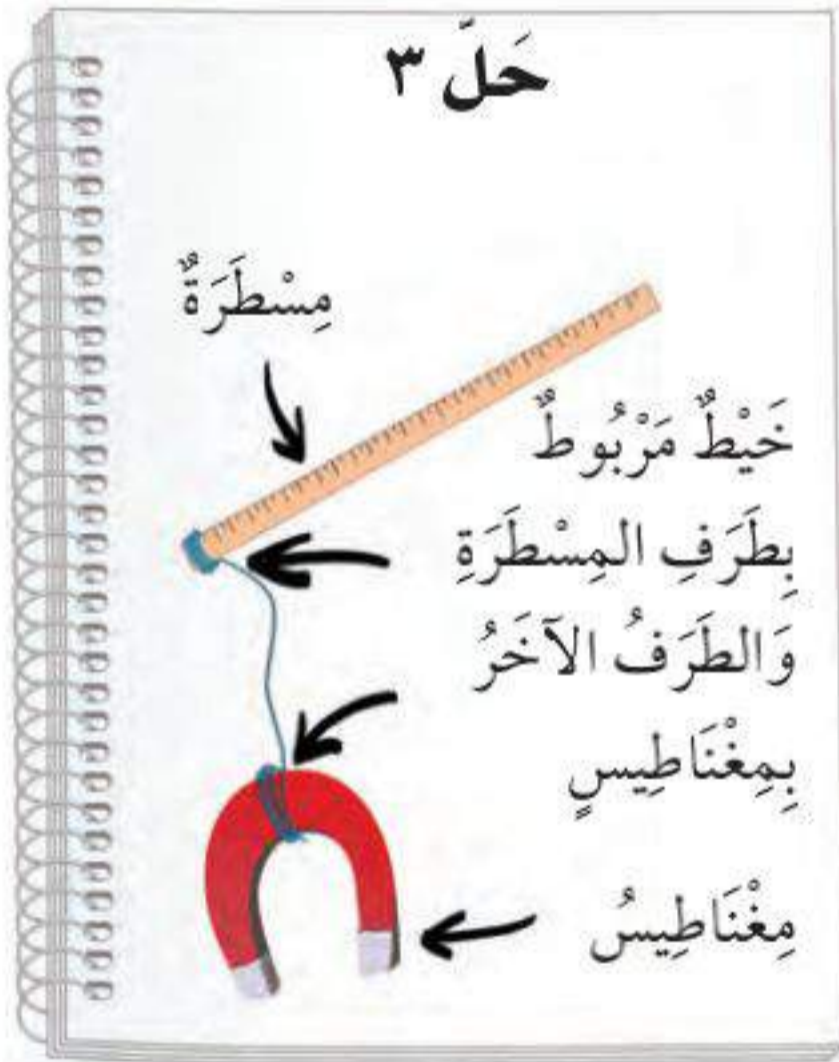 حَلّ ٣
مِسْطَرَةٌ
خَيْطٌ مَرْبُوطٌ
بِطَرَفِ المِسْطَرَةِ
وَالطَرَفُ الآخَرُ
بِمِغْنَاطِيسٍ
مِغْنَاطِيسُ